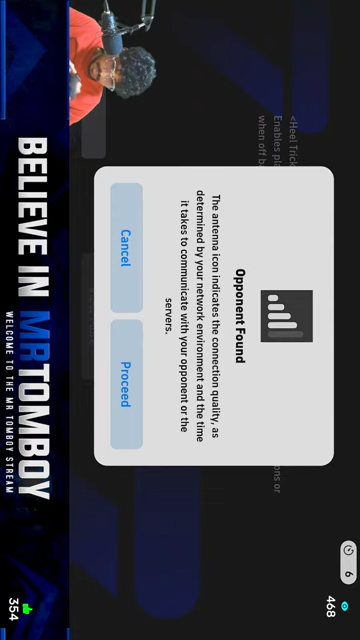 <Heel Trick
Enables pla
when off ba
ons or
Opponent Found
The antenna icon indicates the connection quality, as
determined by your network environment and the time
it takes to communicate with your opponent or the
servers.
Cancel
Proceed
6
468
354
BELIEVE IN MRTOMBOY
WELCOME TO THE MR TOMBOY STREAM